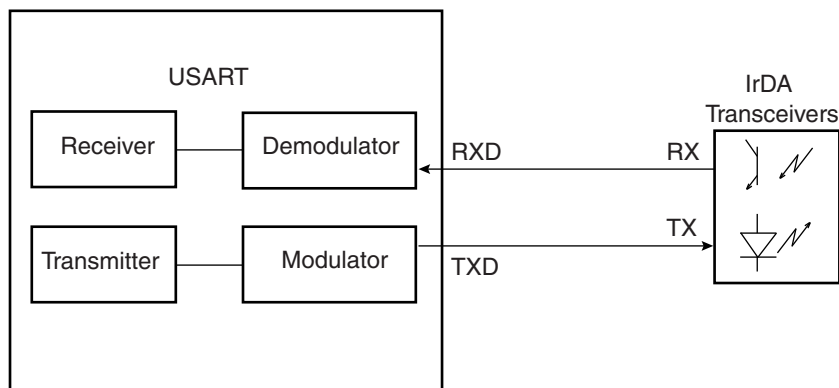 USART
IrDA
Transceivers
Receiver
Demodulator
RXD
RX
Transmitter
Modulator
TXD
TX